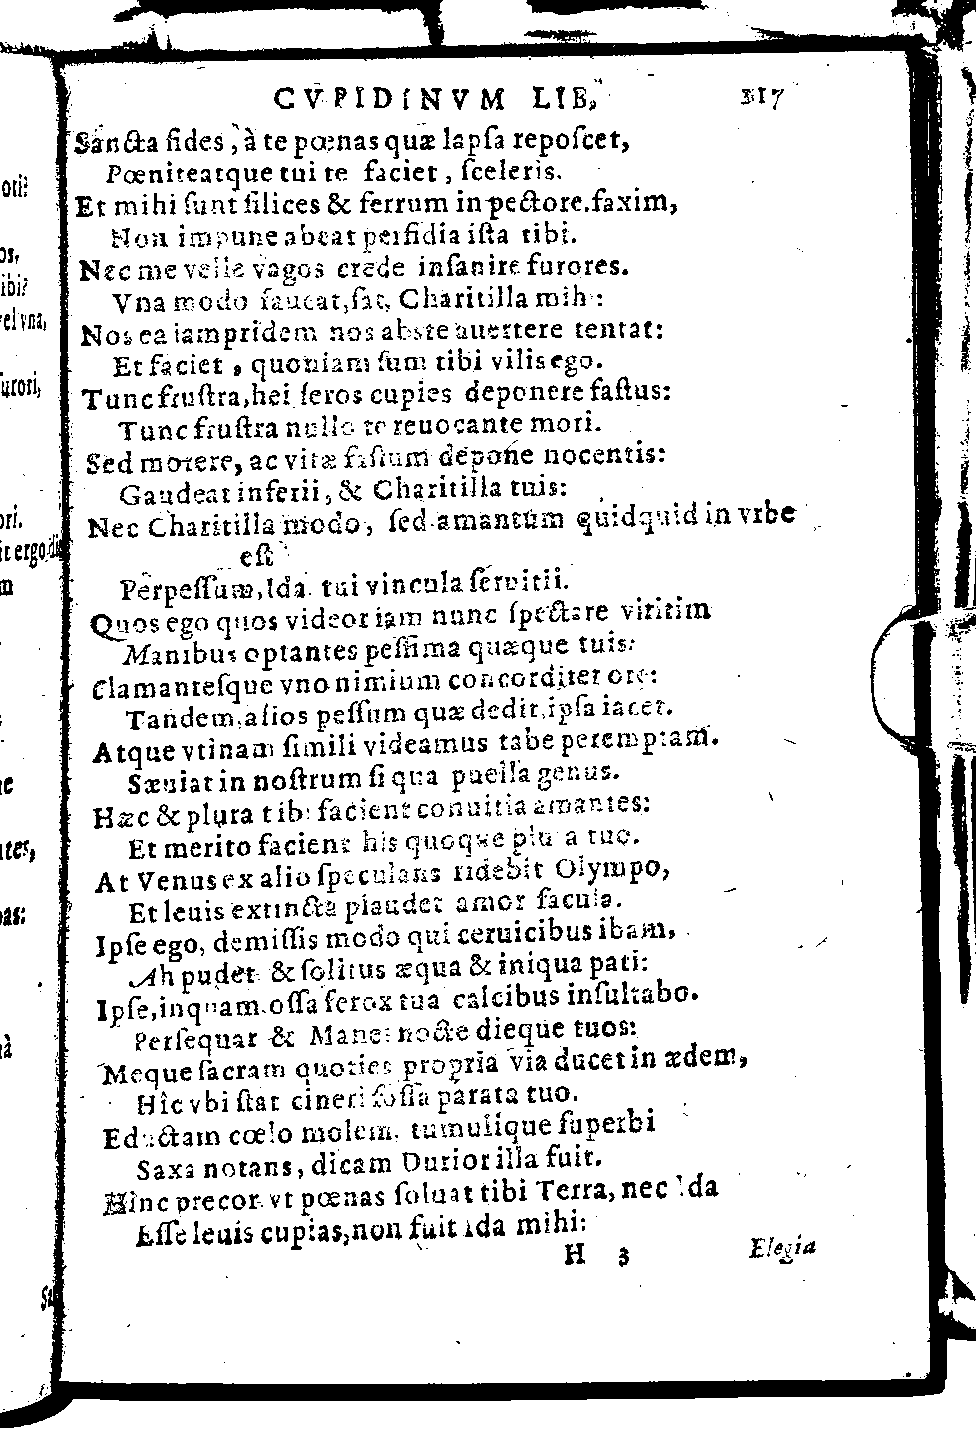 CVPIDINVM LIB. 117
Sancta fides, à te pœnas quæ lapſa repoſcet,
Pœniteatque tui te faciet, ſceleris.
Et mihi ſunt ſilices & ferrum in pectore. faxim,
Non impune abeat perfidia iſta tibi.
Nec me velle vagos crede inſanire furores.
Vna modo faueat, ſat, Charitilla mihi:
Nos ea iampridem nos abs te auertere tentat:
Et faciet, quoniam ſum tibi vilis ego.
Tunc fruſtra, hei ſeros cupies deponere faſtus:
Tunc fruſtra nullo te reuocante mori.
Sed morere, ac vitæ faſtum depone nocentis:
Gaudeat inferii, & Charitilla tuis:
Nec Charitilla modo, ſed amantum quidquid in vrbe
eſt
Perpeſſum, Ida tui vincula ſeruitii.
Quos ego quos videor iam nunc ſpectare viritim
Manibus optantes peſſima quæque tuis:
Clamanteſque vno nimium concorditer ore:
Tandem, alios peſſum quæ dedit, ipſa iacet.
Atque vtinam ſimili videamus tabe peremptam.
Sæuiat in noſtrum ſi qua puella genus.
Hæc & plura tibi facient conuitia amantes:
Et merito facient his quoque plura tuo.
At Venus ex alto ſpeculans ridebit Olympo,
Et leuis extincta plaudet amor facula.
Ipſe ego, demiſſis modo qui ceruicibus ibam,
Ah pudet & ſolitus æqua & iniqua pati:
Ipſe, inquam, oſſa ferox tua calcibus inſultabo.
Perſequar & Manes nocte dieque tuos:
Meque ſacram quoties propria via ducet in ædem,
Hîc vbi ſtat cineri foſſa parata tuo.
Eductam cœlo molem, tumulique ſuperbi
Saxa notans, dicam Durior illa fuit.
Hinc precor vt pœnas ſoluat tibi Terra, nec Ida
Eſſe leuis cupias, non fuit Ida mihi:
H 3 Elegia